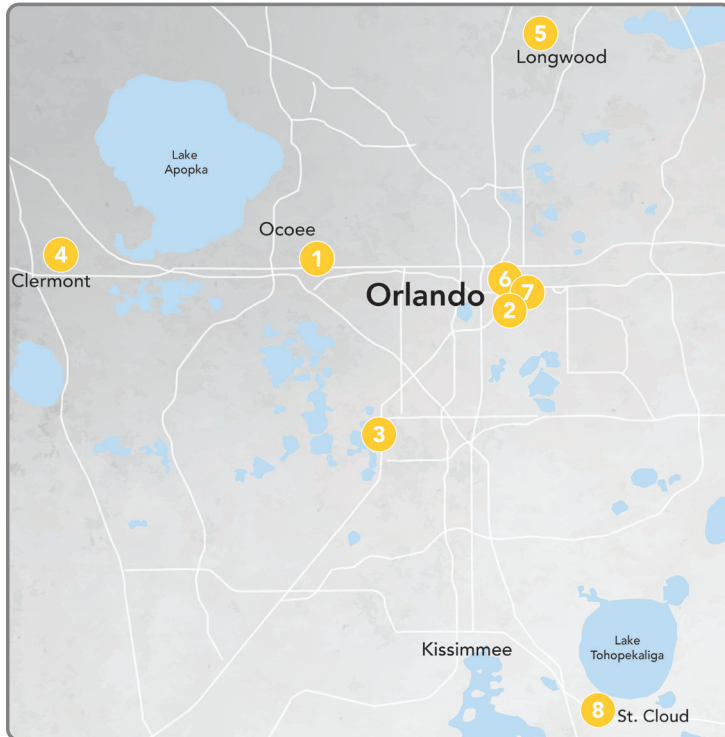 5
Longwood
Lake
Apopka
Ocoee
4
1
Clermont
6
Orlando
7
2
3
Kissimmee
Lake
Tohopekaliga
8
St. Cloud